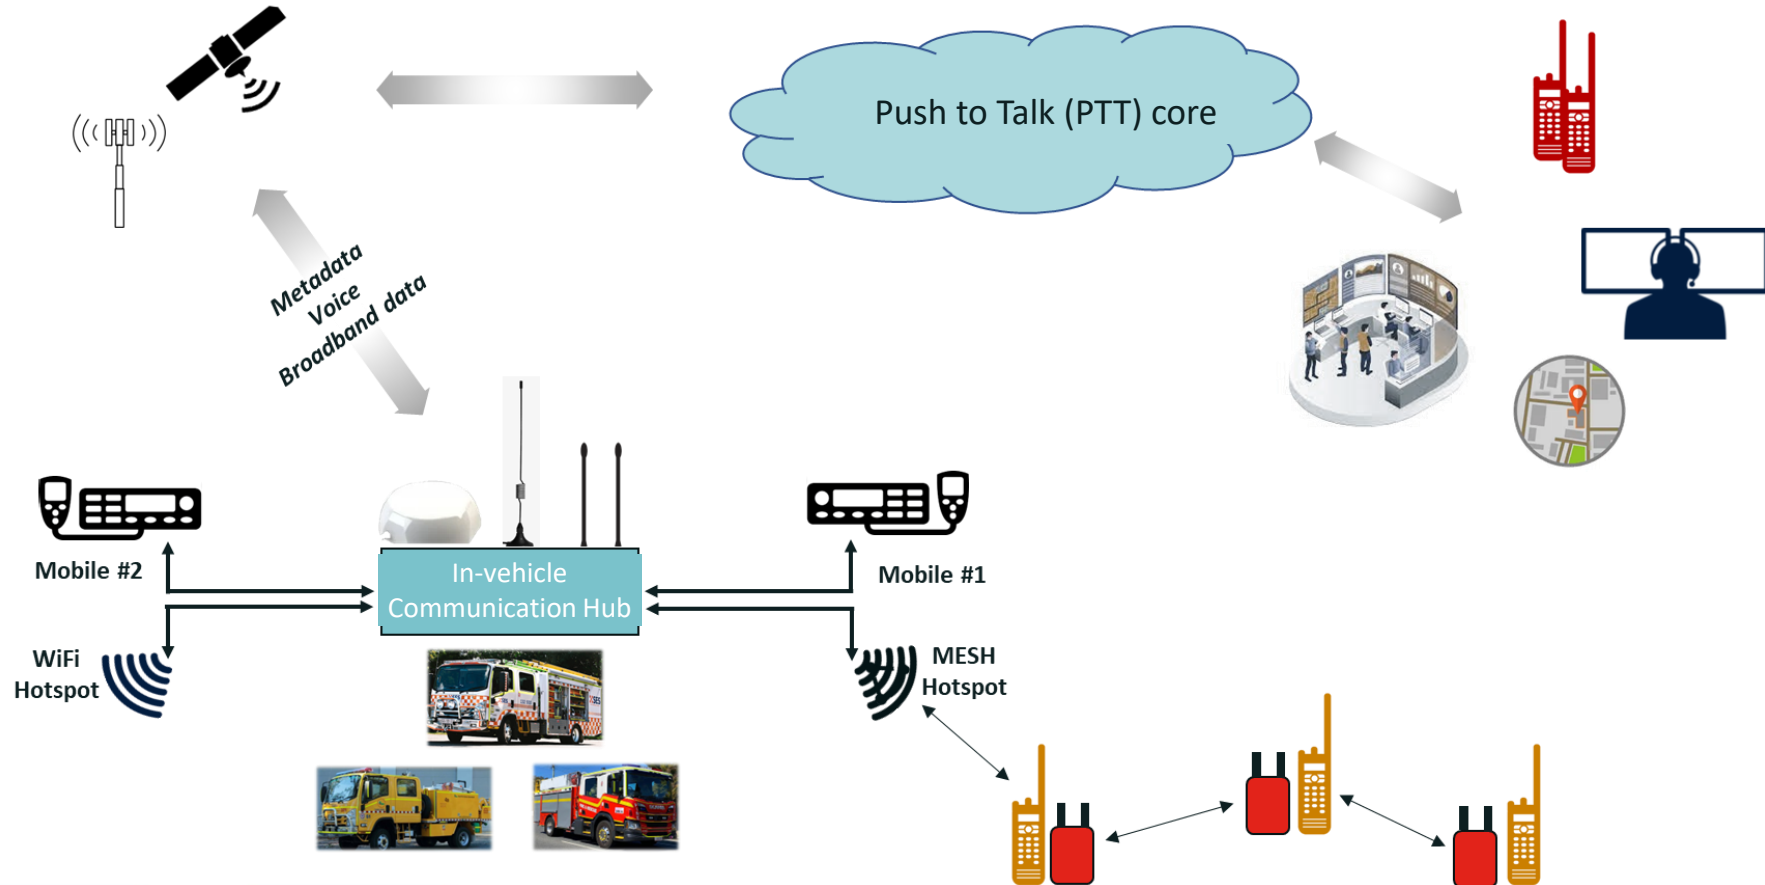 Push to Talk (PTT) core
Metadata
Voice
Broadband data
Mobile #2
In-vehicle
Communication Hub
Mobile #1
WiFi
Hotspot
MESH
Hotspot
SES